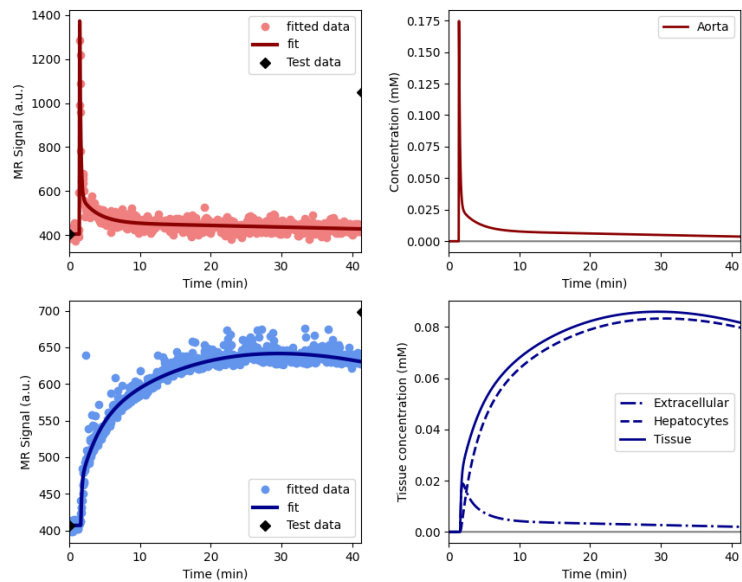 1400
1200
1000
800
600
400
MR Signal (a.u.)
0
10
20
30
40
Time (min)
fitted data
fit
Test data
0.175
0.150
0.125
0.100
0.075
0.050
0.025
0.000
Concentration (mM)
0
10
20
30
40
Time (min)
Aorta
700
650
600
550
500
450
400
MR Signal (a.u.)
0
10
20
30
40
Time (min)
fitted data
fit
Test data
0.08
0.06
0.04
0.02
0.00
Tissue concentration (mM)
0
10
20
30
40
Time (min)
Extracellular
Hepatocytes
Tissue